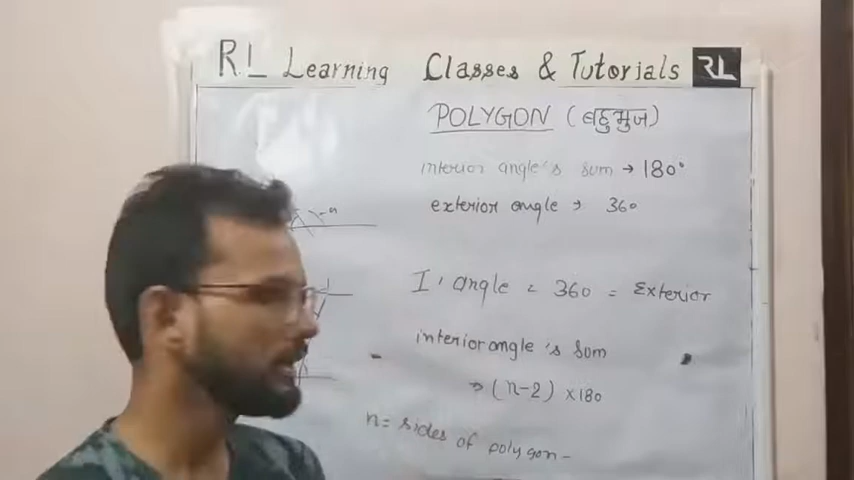 R.L Learning Classes & Tutorials RL
POLYGON (बहुभुज)
interior angle's sum → 180°
exterior angle → 360
I' angle = 360 = Exterior
interior angle's sum
⇒ (n-2) ×180
n= sides of polygon-